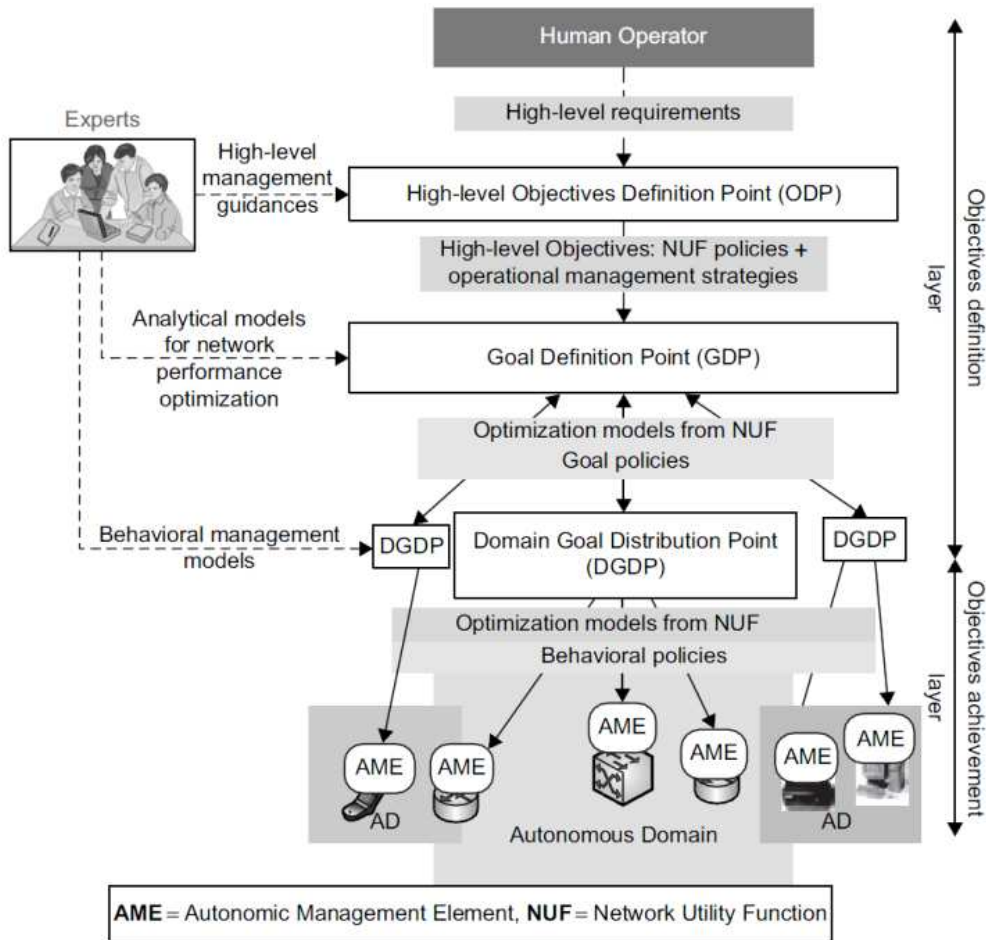 Human Operator
High-level requirements
Experts
High-level
management
guidances
High-level Objectives Definition Point (ODP)
High-level Objectives: NUF policies +
operational management strategies
Analytical models
for network
performance
optimization
Goal Definition Point (GDP)
Optimization models from NUF
Goal policies
Behavioral management
models
DGDP
Domain Goal Distribution Point
(DGDP)
DGDP
Optimization models from NUF
Behavioral policies
AME
AME
AME
AME
AME
AME
AD
Autonomous Domain
AD
Objectives definition
layer
Objectives achievement
layer
AME = Autonomic Management Element, NUF = Network Utility Function